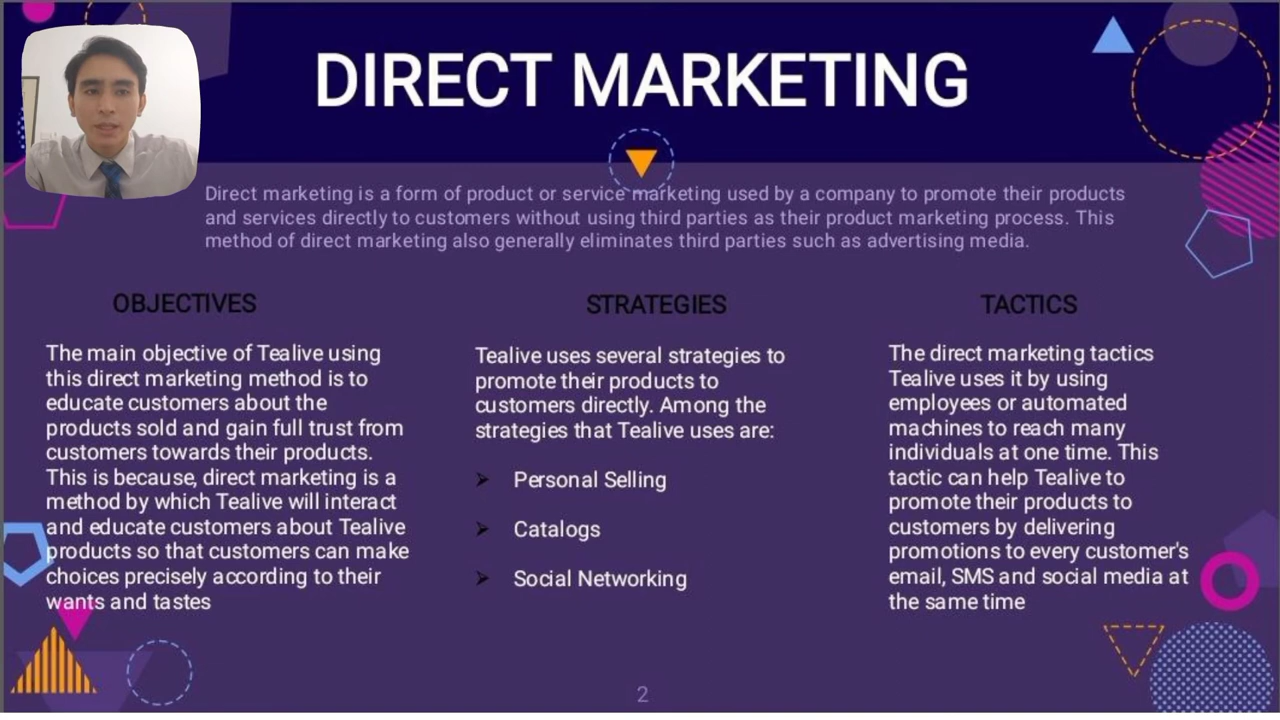 DIRECT MARKETING
Direct marketing is a form of product or service marketing used by a company to promote their products
and services directly to customers without using third parties as their product marketing process. This
method of direct marketing also generally eliminates third parties such as advertising media.
OBJECTIVES
The main objective of Tealive using
this direct marketing method is to
educate customers about the
products sold and gain full trust from
customers towards their products.
This is because, direct marketing is a
method by which Tealive will interact
and educate customers about Tealive
products so that customers can make
choices precisely according to their
wants and tastes
STRATEGIES
Tealive uses several strategies to
promote their products to
customers directly. Among the
strategies that Tealive uses are:
Personal Selling
Catalogs
Social Networking
TACTICS
The direct marketing tactics
Tealive uses it by using
employees or automated
machines to reach many
individuals at one time. This
tactic can help Tealive to
promote their products to
customers by delivering
promotions to every customer's
email, SMS and social media at
the same time
2